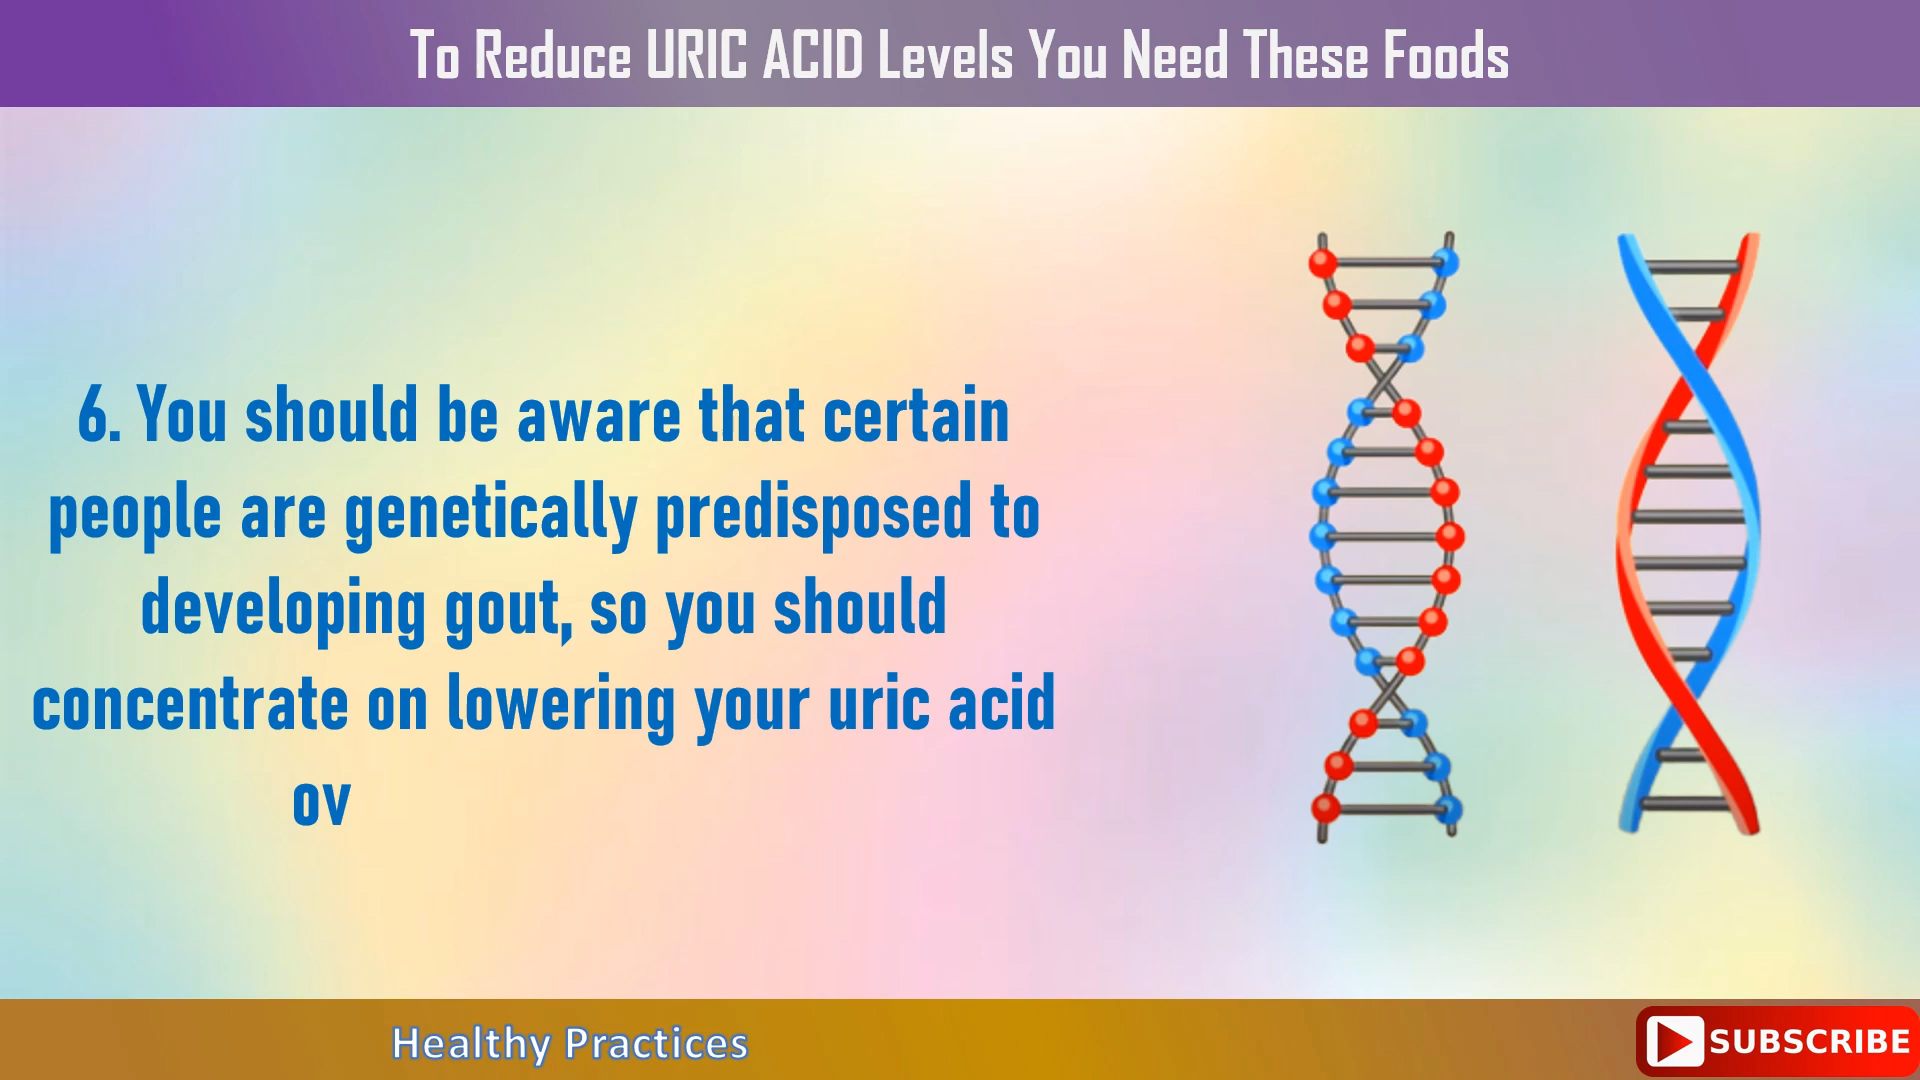 To Reduce URIC ACID Levels You Need These Foods
6. You should be aware that certain
people are genetically predisposed to
developing gout, so you should
concentrate on lowering your uric acid
ov
Healthy Practices
SUBSCRIBE